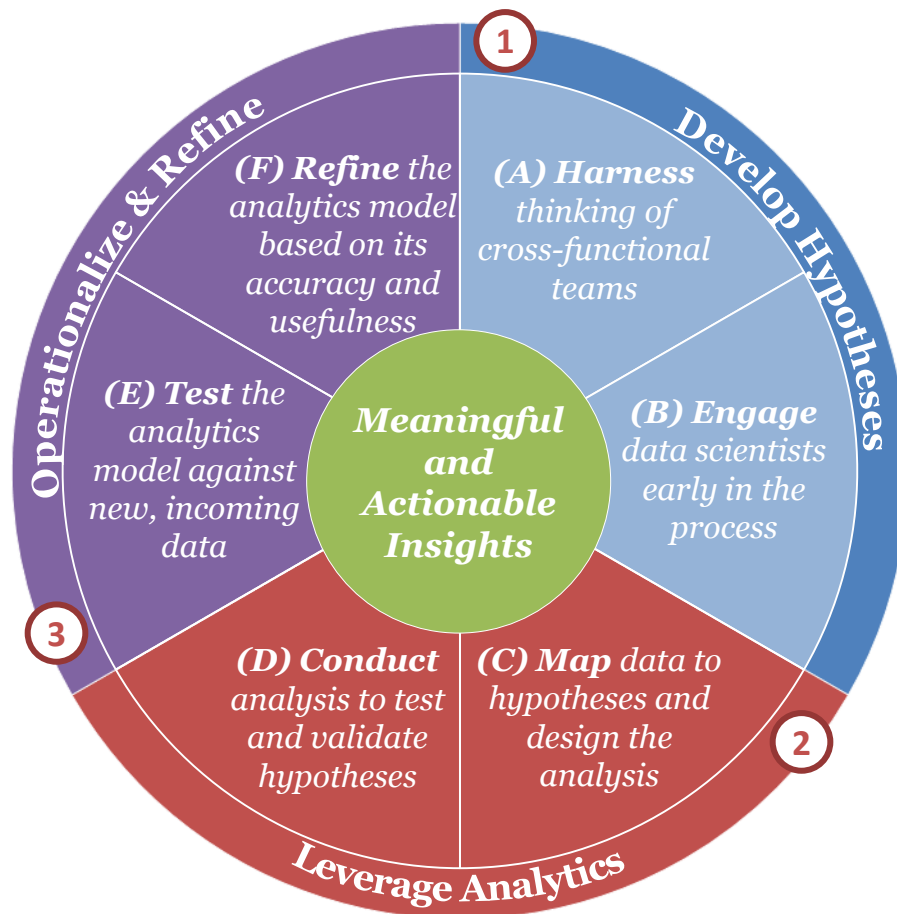 1
Develop Hypotheses
(A) Harness
thinking of
cross-functional
teams
(B) Engage
data scientists
early in the
process
2
Leverage Analytics
(C) Map data to
hypotheses and
design the
analysis
(D) Conduct
analysis to test
and validate
hypotheses
3
Operationalize & Refine
(E) Test the
analytics
model against
new, incoming
data
(F) Refine the
analytics model
based on its
accuracy and
usefulness
Meaningful
and
Actionable
Insights